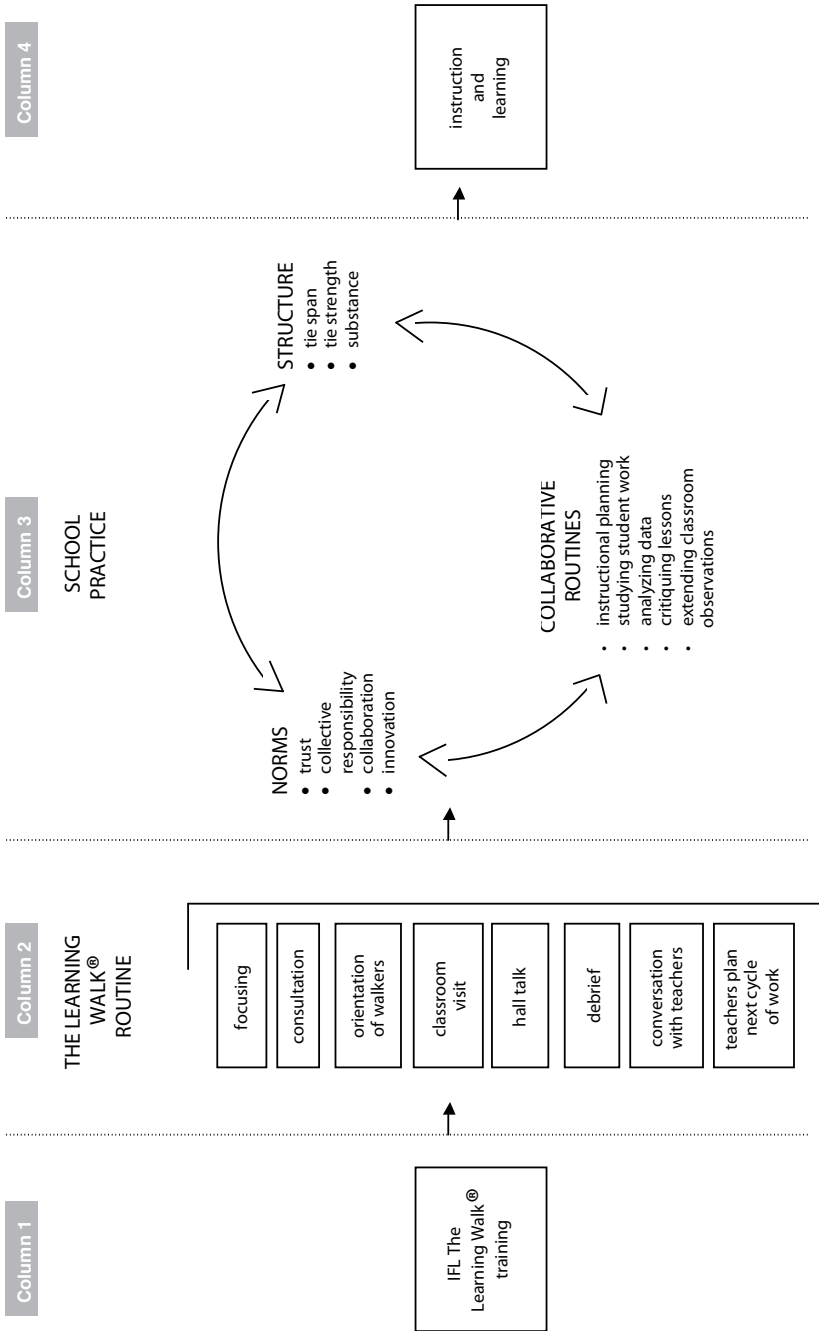 Column 1
IFL The
Learning Walk®
training
Column 2
THE LEARNING
WALK®
ROUTINE
focusing
consultation
orientation
of walkers
classroom
visit
hall talk
debrief
conversation
with teachers
teachers plan
next cycle
of work
Column 3
SCHOOL
PRACTICE
NORMS
• trust
• collective
responsibility
• collaboration
• innovation
STRUCTURE
• tie span
• tie strength
• substance
COLLABORATIVE
ROUTINES
• instructional planning
• studying student work
• analyzing data
• critiquing lessons
• extending classroom
observations
Column 4
instruction
and
learning